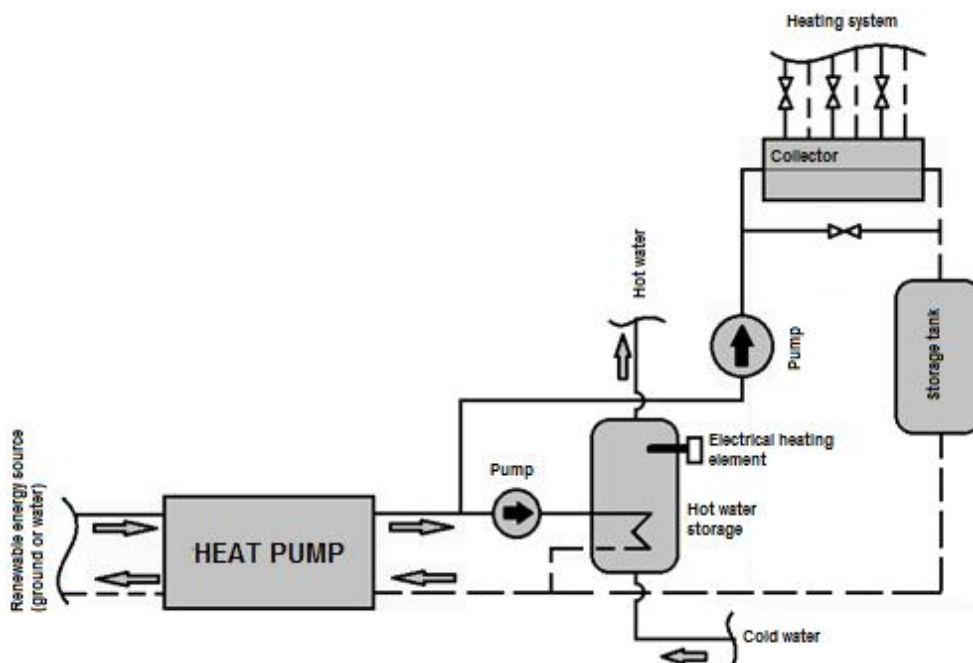 Heating system
Collector
Hot water
Pump
storage tank
Electrical heating
element
Pump
Hot water
storage
Renewable energy source
(ground or water)
HEAT PUMP
Cold water